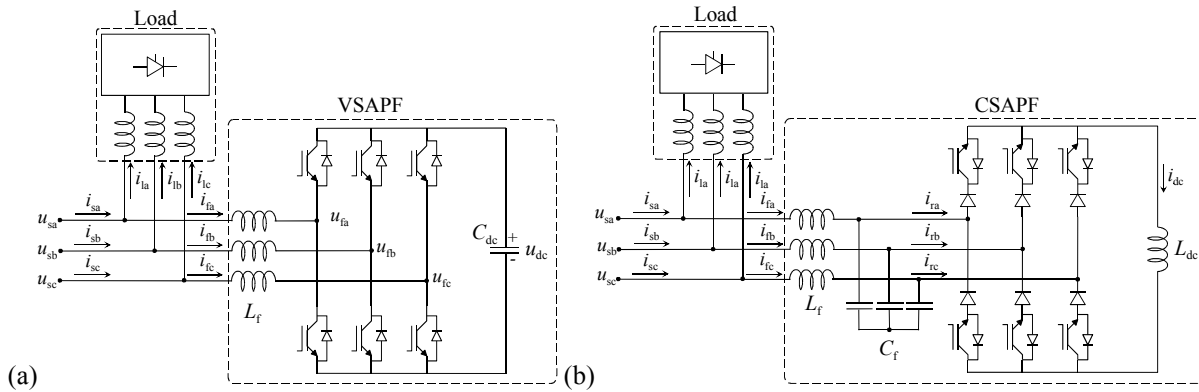 Load
VSAPF
i_la i_lb i_lc
i_sa i_fa
u_sa u_fa
i_sb i_fb
u_sb u_fb
C_dc + - u_dc
i_sc i_fc
u_sc u_fc
L_f
(a)
Load
CSAPF
i_la i_la i_la
i_dc
i_sa i_fa i_ra
u_sa
i_sb i_fb i_rb
u_sb
L_dc
i_sc i_fc i_rc
u_sc
L_f
C_f
(b)